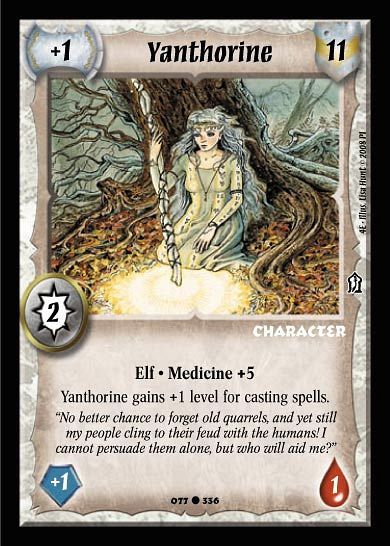 +1
Yanthorine
11
4E • Illus. Lisa Hunt © 2008 PI
2
CHARACTER
Elf • Medicine +5
Yanthorine gains +1 level for casting spells.
“No better chance to forget old quarrels, and yet still
my people cling to their feud with the humans! I
cannot persuade them alone, but who will aid me?”
+1
077 ● 336
1